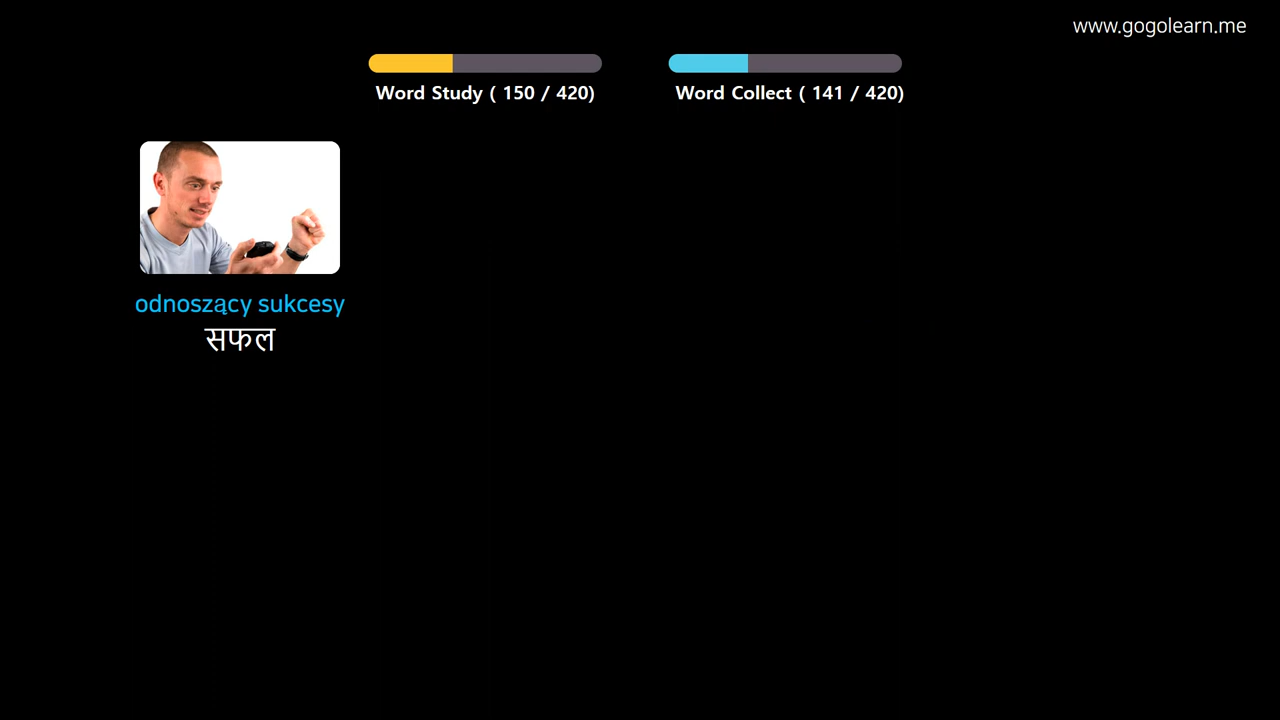 www.gogolearn.me
Word Study ( 150 / 420)
Word Collect ( 141 / 420)
odnoszący sukcesy
सफल